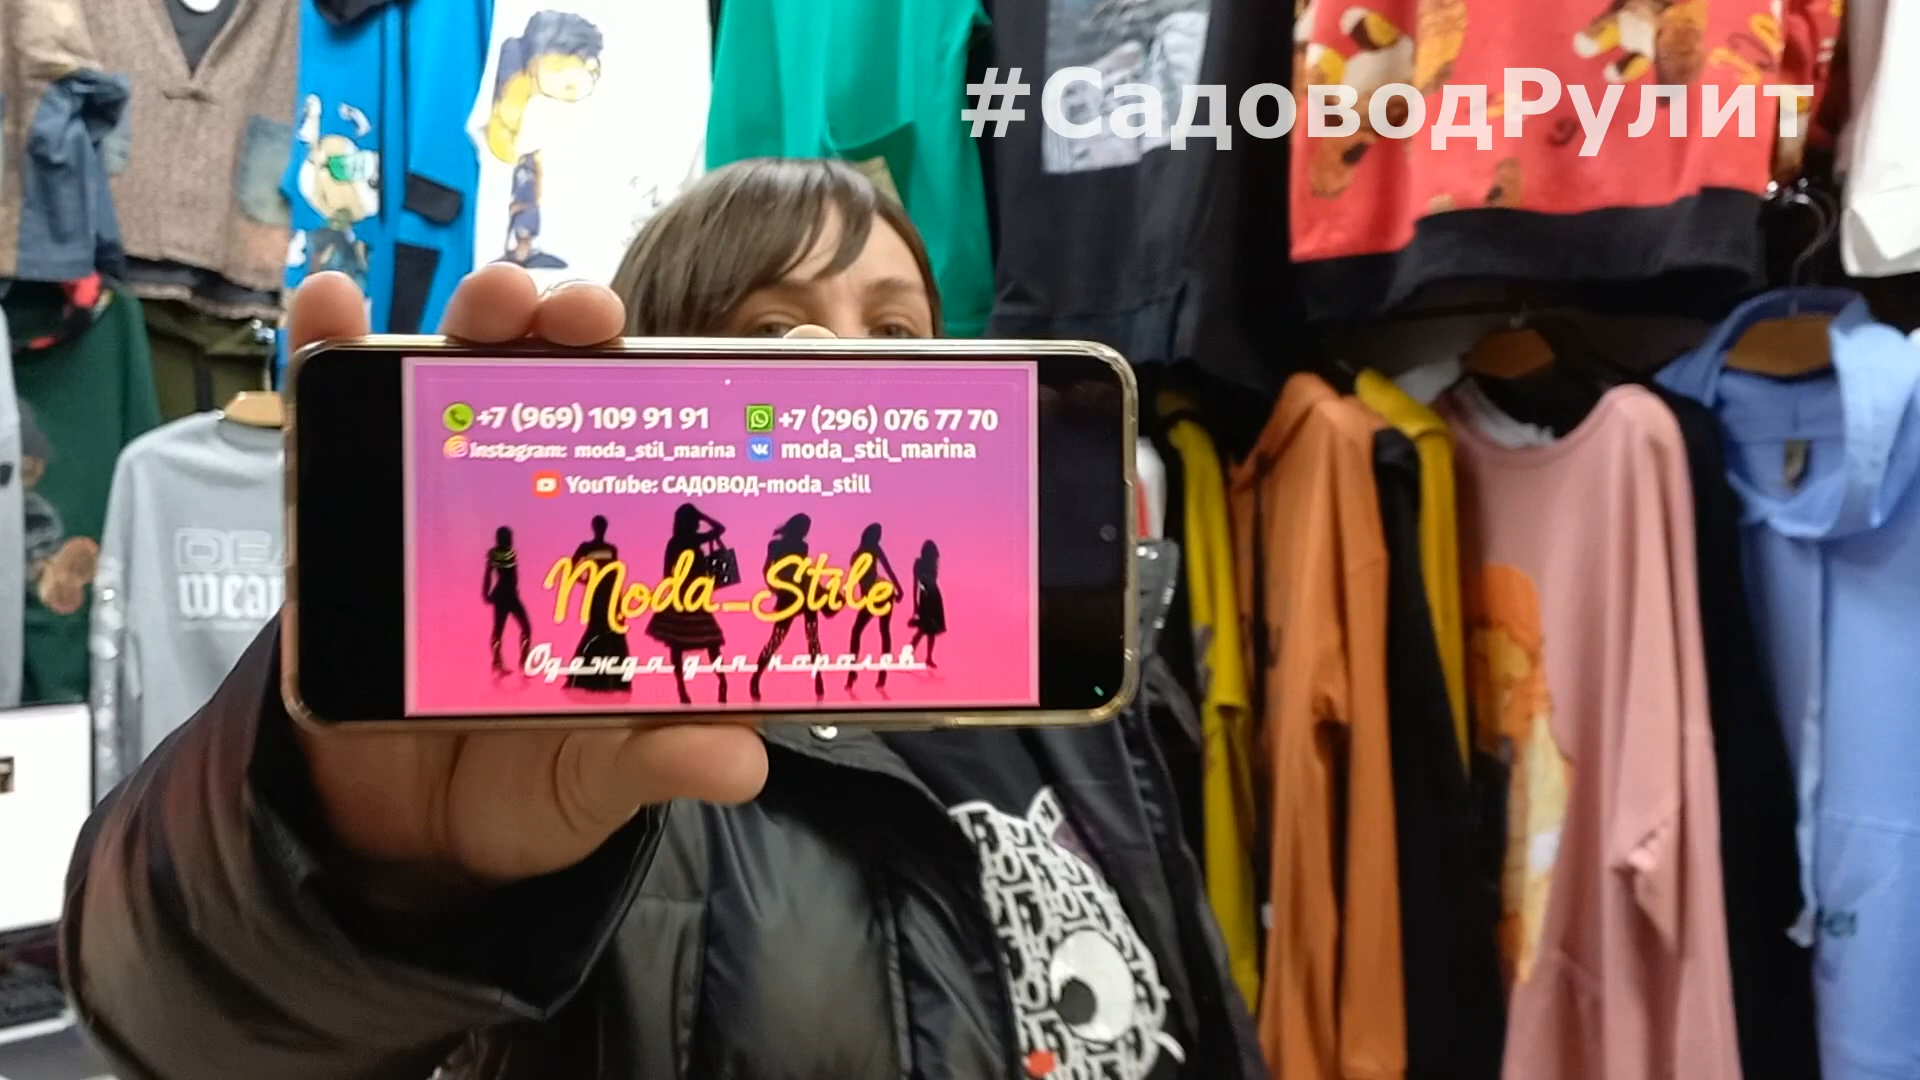 #СадоводРулит
+7 (969) 109 91 91 +7 (296) 076 77 70
Instagram: moda_stil_marina moda_stil_marina
YouTube: САДОВОД-moda_still
Moda_Stile
Одежда для
wear